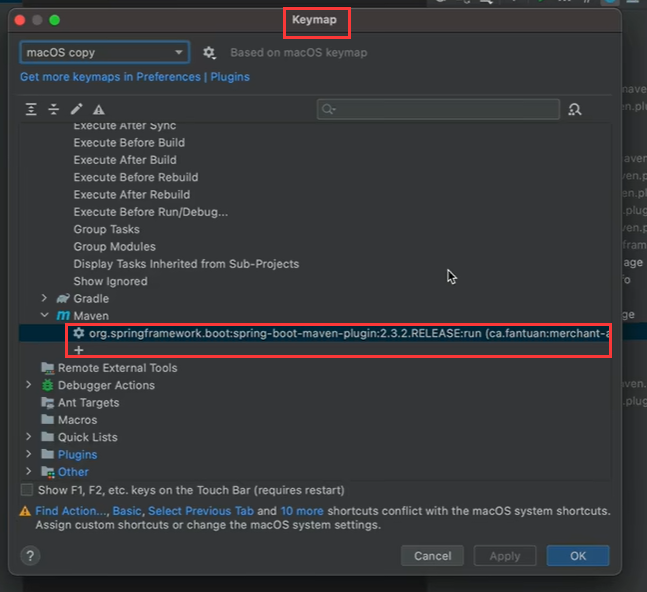 Keymap
macOS copy
Based on macOS keymap
Get more keymaps in Preferences | Plugins
Execute After Sync
Execute Before Build
Execute After Build
Execute Before Rebuild
Execute After Rebuild
Execute Before Run/Debug...
Group Tasks
Group Modules
Display Tasks Inherited from Sub-Projects
Show Ignored
Gradle
m Maven
org.springframework.boot:spring-boot-maven-plugin:2.3.2.RELEASE:run (ca.fantuan:merchant-a
+
Remote External Tools
Debugger Actions
Ant Targets
Macros
Quick Lists
Plugins
Other
Show F1, F2, etc. keys on the Touch Bar (requires restart)
Find Action..., Basic, Select Previous Tab and 10 more shortcuts conflict with the macOS system shortcuts.
Assign custom shortcuts or change the macOS system settings.
?
Cancel
Apply
OK